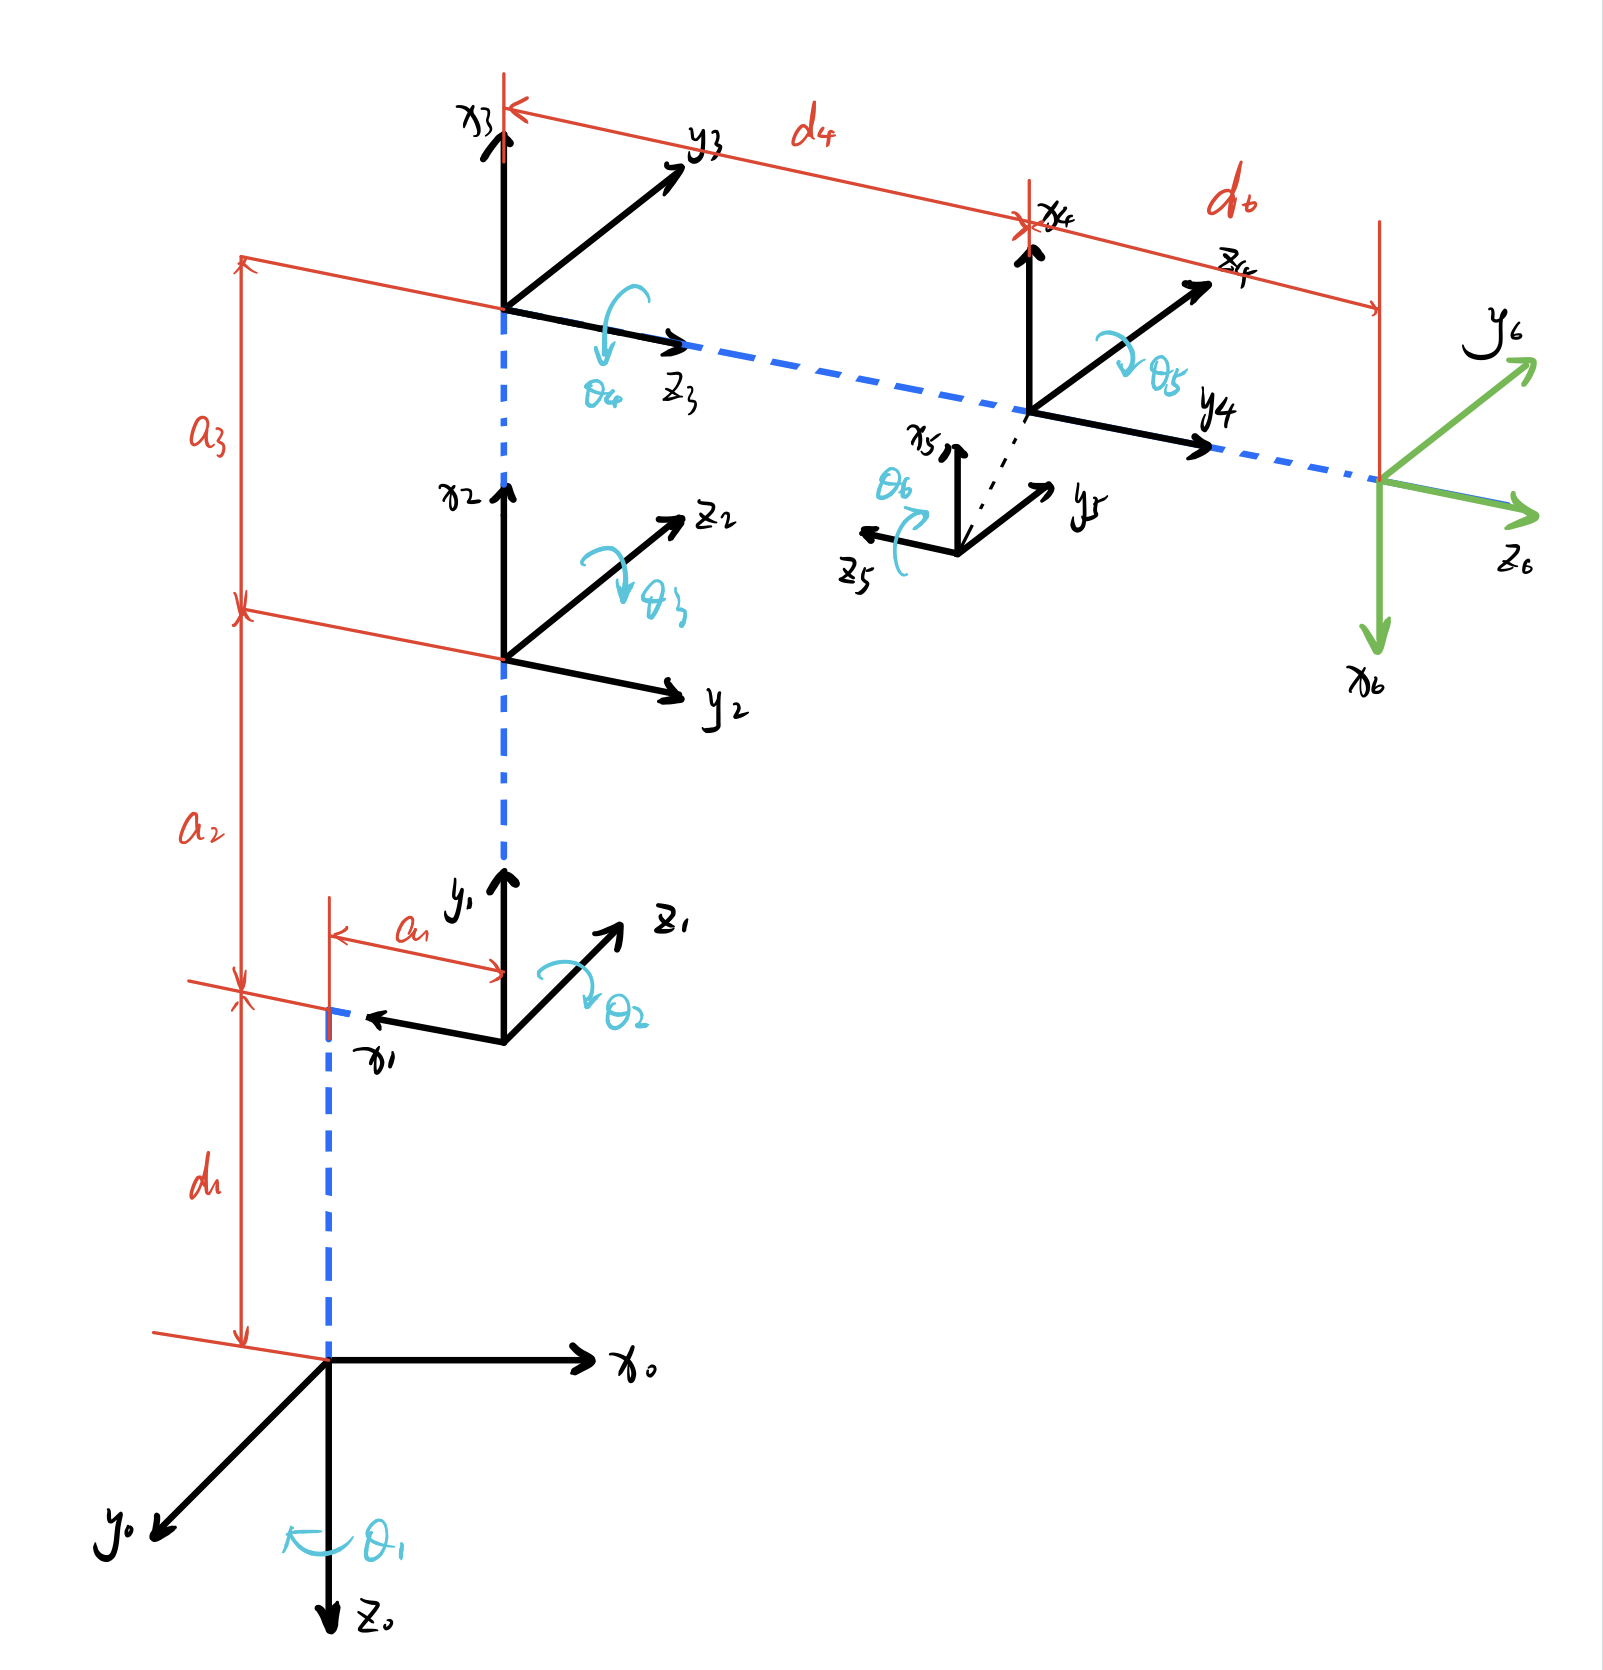 x3
y3
d4
d6
x4
z4
y6
θ4
z3
θ5
y4
a3
x5
θ6
y5
x2
z2
z5
z6
θ3
x6
y2
a2
y1
z1
a1
θ2
x1
d1
x0
y0
θ1
z0